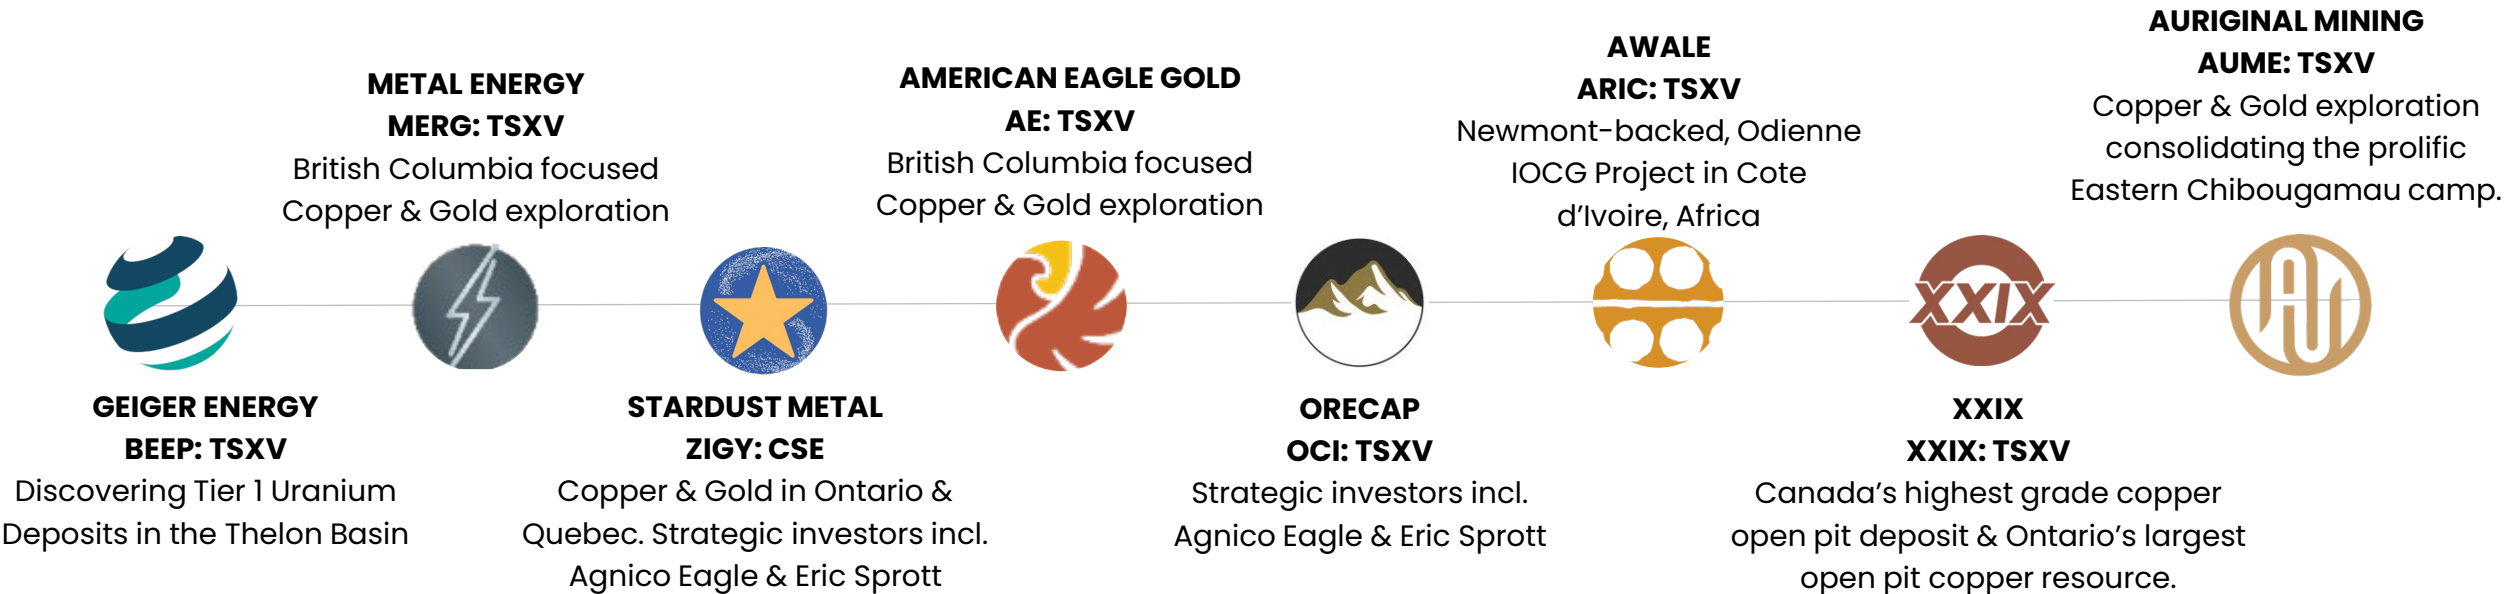 METAL ENERGY
MERG: TSXV
British Columbia focused
Copper & Gold exploration
AMERICAN EAGLE GOLD
AE: TSXV
British Columbia focused
Copper & Gold exploration
AWALE
ARIC: TSXV
Newmont-backed, Odienne
IOCG Project in Cote
d’Ivoire, Africa
AURIGINAL MINING
AUME: TSXV
Copper & Gold exploration
consolidating the prolific
Eastern Chibougamau camp.
XXIX
GEIGER ENERGY
BEEP: TSXV
Discovering Tier 1 Uranium
Deposits in the Thelon Basin
STARDUST METAL
ZIGY: CSE
Copper & Gold in Ontario &
Quebec. Strategic investors incl.
Agnico Eagle & Eric Sprott
ORECAP
OCI: TSXV
Strategic investors incl.
Agnico Eagle & Eric Sprott
XXIX
XXIX: TSXV
Canada’s highest grade copper
open pit deposit & Ontario’s largest
open pit copper resource.